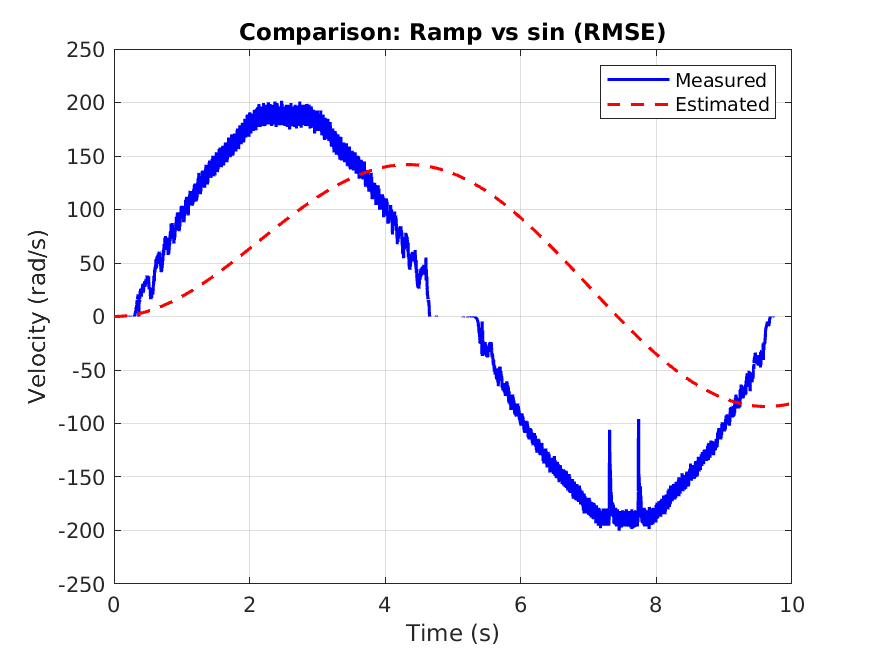 Comparison: Ramp vs sin (RMSE)
Measured
Estimated
Velocity (rad/s)
250
200
150
100
50
0
-50
-100
-150
-200
-250
0 2 4 6 8 10
Time (s)